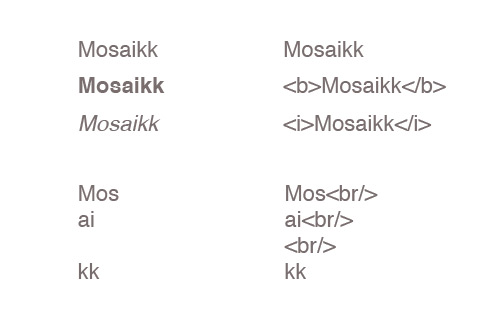 Mosaikk Mosaikk
Mosaikk <b>Mosaikk</b>
Mosaikk <i>Mosaikk</i>
Mos Mos<br/>
ai ai<br/>
<br/>
kk kk